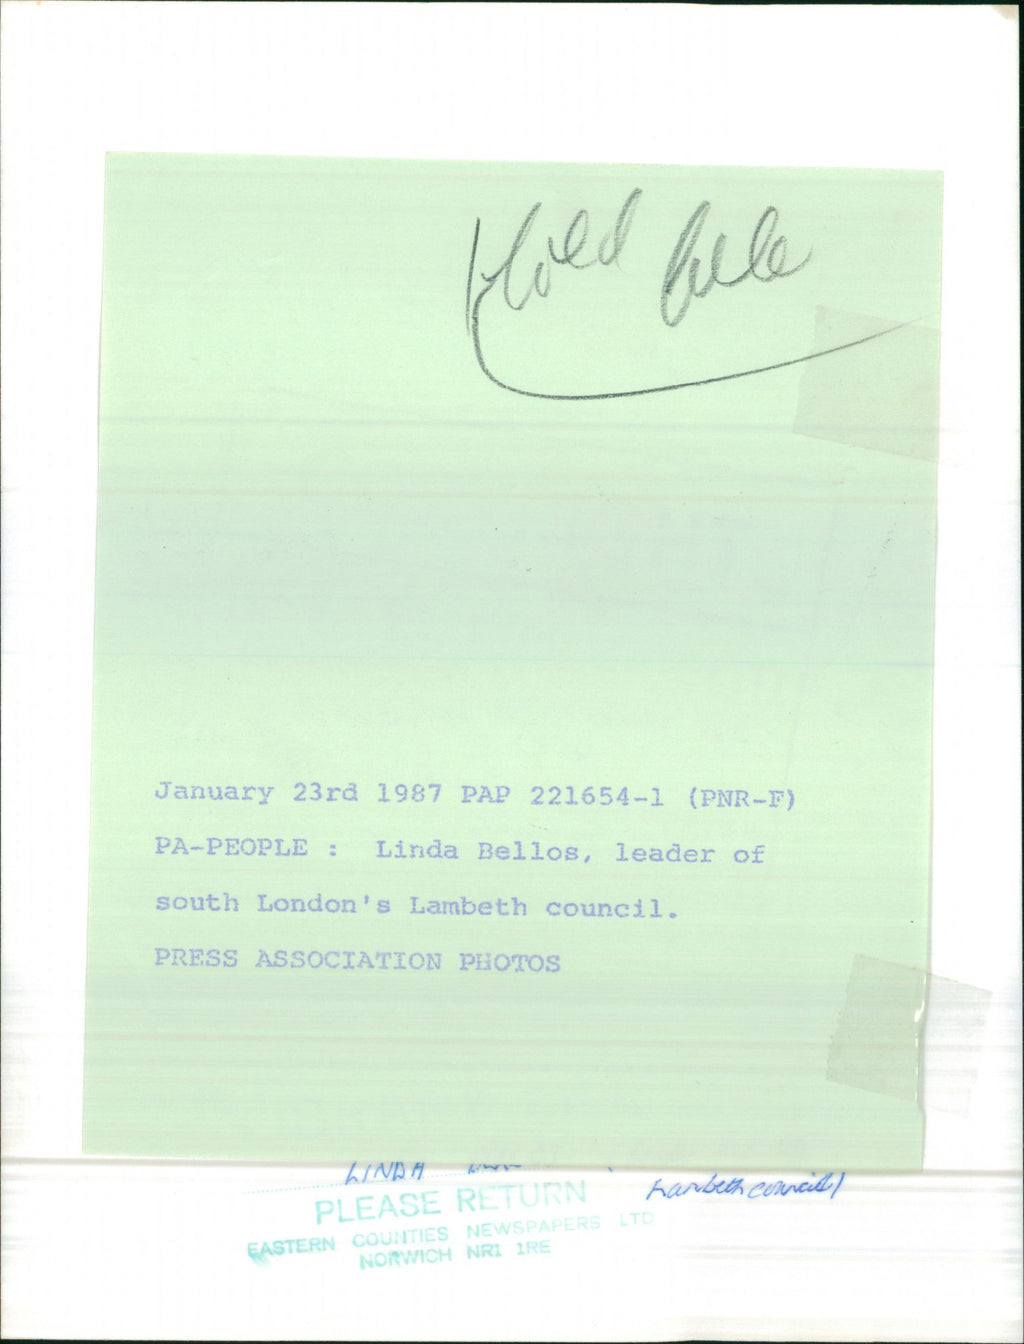 Hold
January 23rd 1987 PAP 221654-1 (PNR-F)
PA-PEOPLE : Linda Bellos, leader of
south London's Lambeth council.
PRESS ASSOCIATION PHOTOS
LINDA
Lambeth council
PLEASE RETURN
EASTERN COUNTIES NEWSPAPERS LTD
NORWICH NR1 1RE